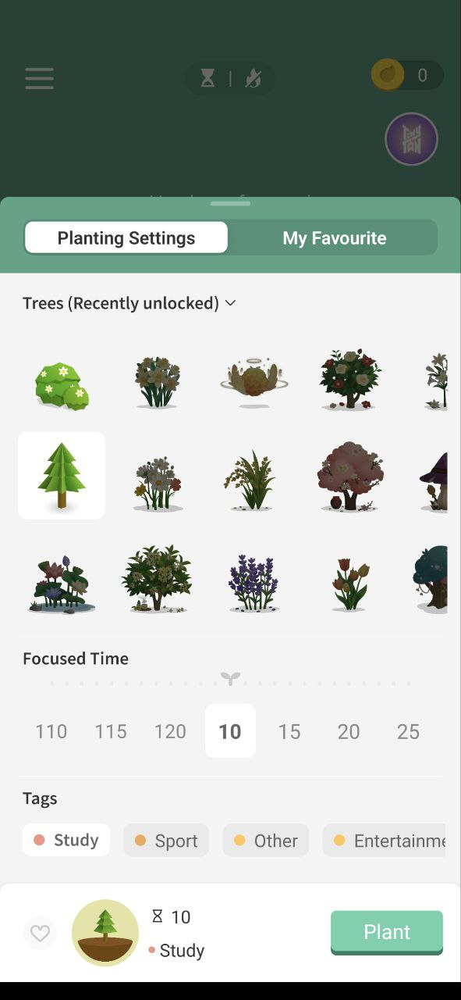 0
TinyTAN
Planting Settings
My Favourite
Trees (Recently unlocked)
Focused Time
110 115 120 10 15 20 25
Tags
Study Sport Other Entertainme
10
Study
Plant